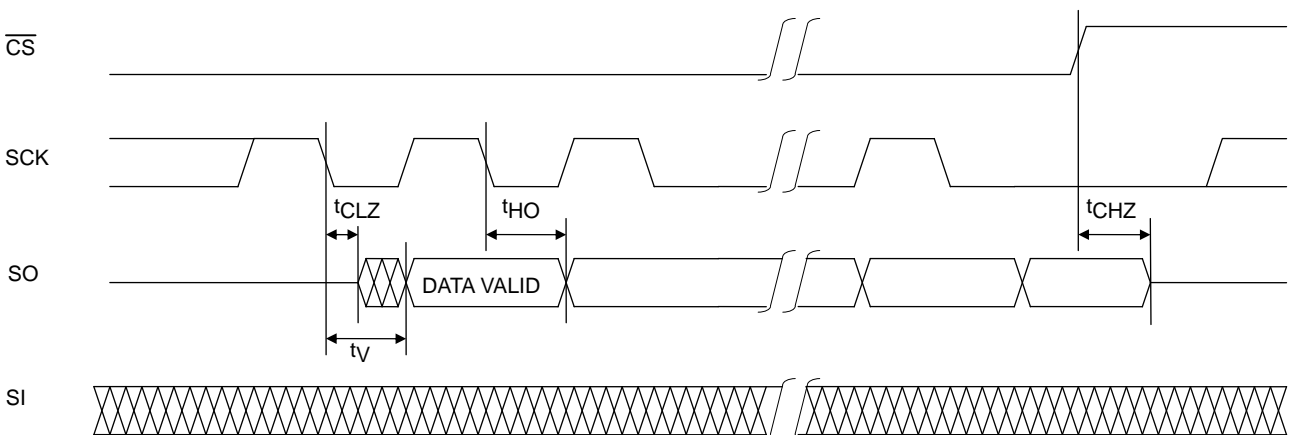 CS
SCK
tCLZ
tHO
tCHZ
SO
DATA VALID
tV
SI